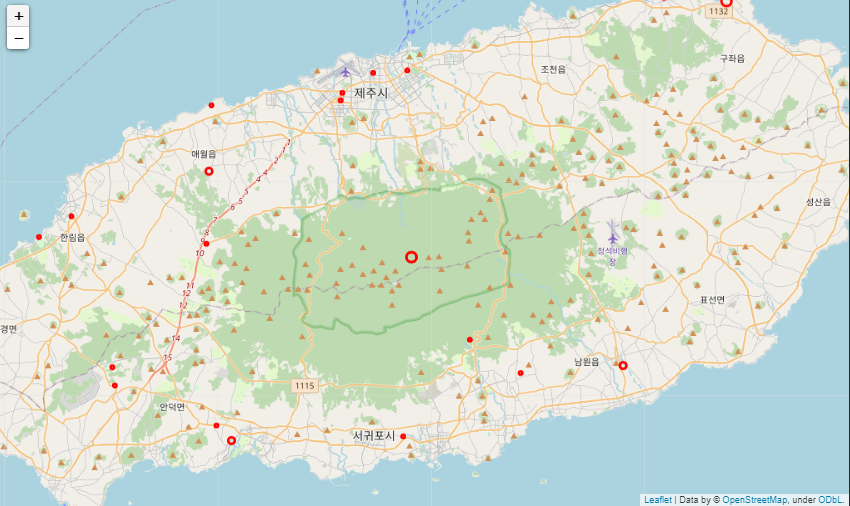 +
−
1132
구좌읍
조천읍
제주시
애월읍
1
2
4
5
5
6
7
8
9
10
성산읍
한림읍
정석비행
장
11
12
12
표선면
경면
14
15
남원읍
1115
안덕면
서귀포시
Leaflet | Data by © OpenStreetMap, under ODbL.